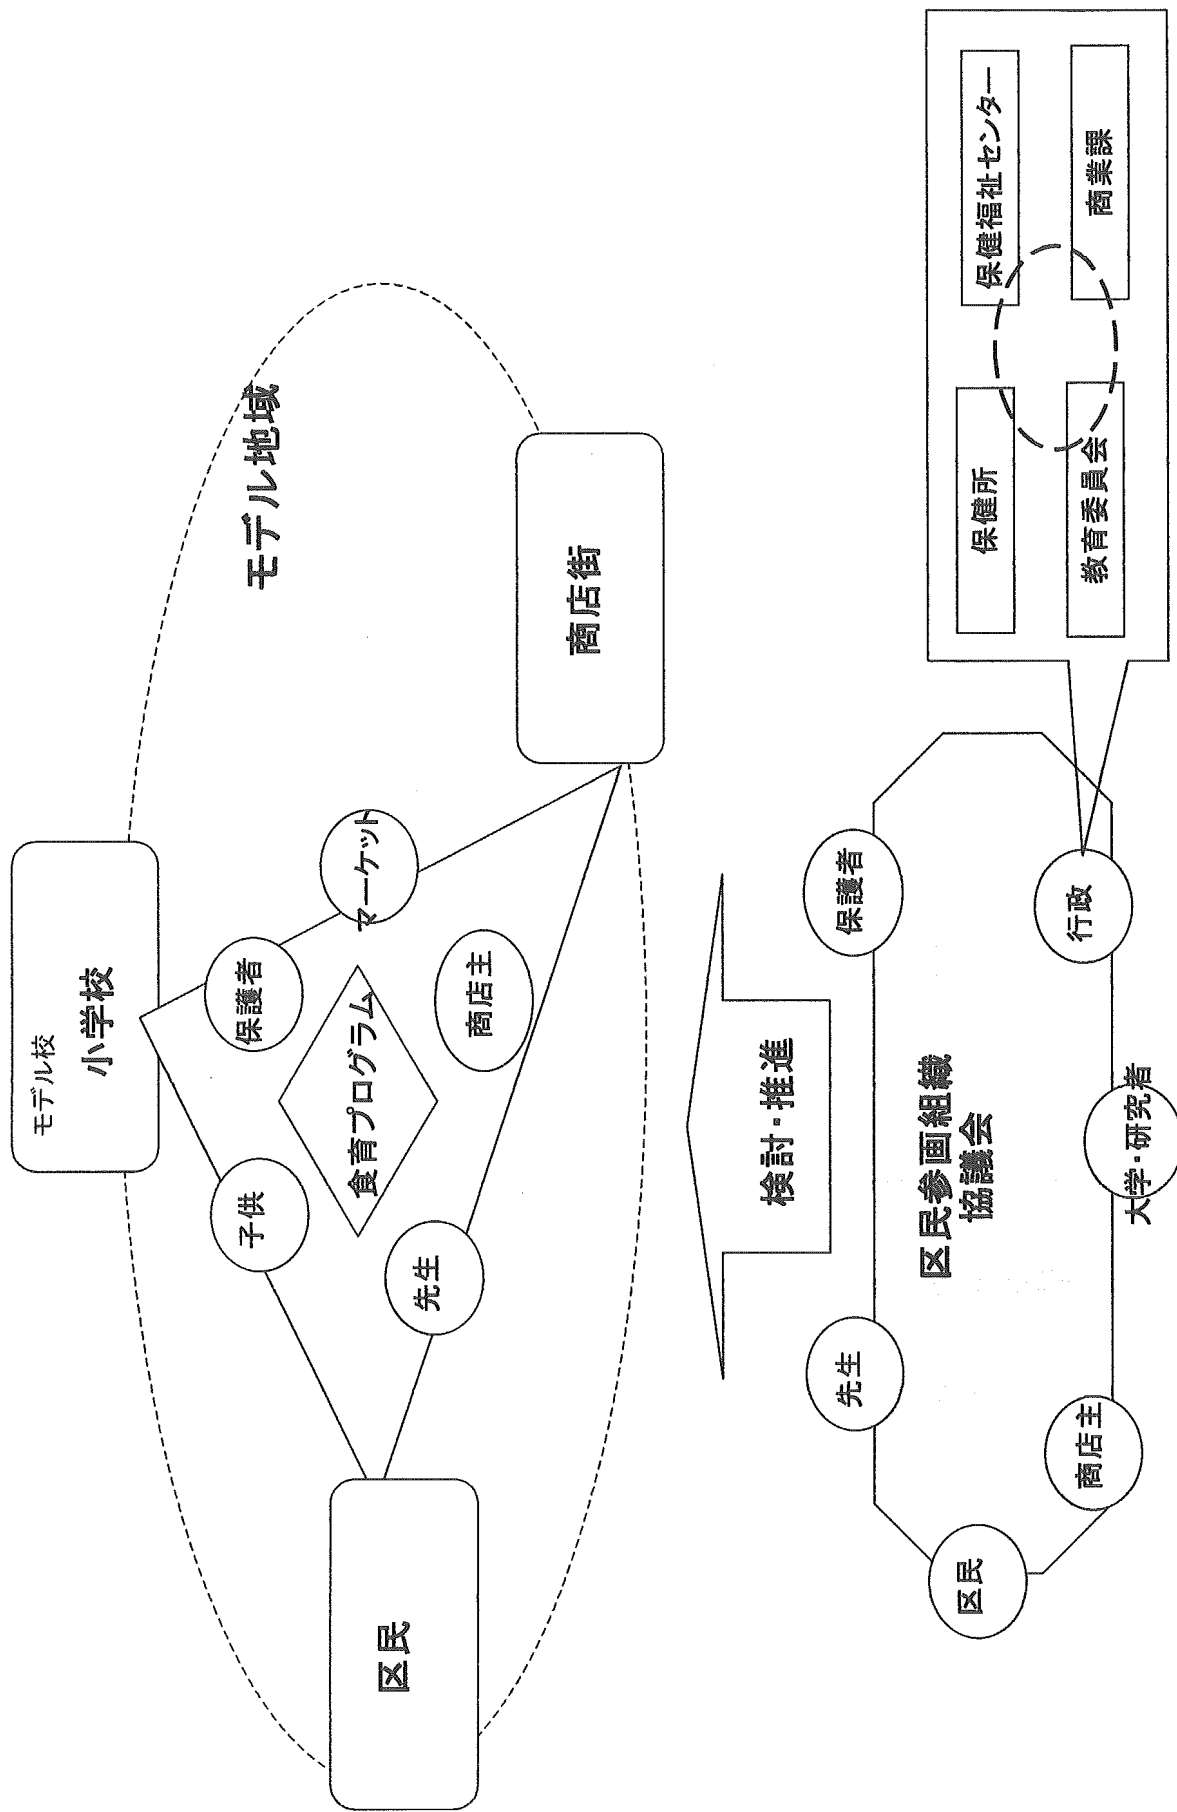 モデル校
小学校
モデル地域
子供
保護者
マーケット
食育プログラム
先生
商店主
区民
商店街
検討・推進
先生
保護者
区民
区民参画組織
協議会
商店主
大学・研究者
行政
保健所
保健福祉センター
教育委員会
商業課